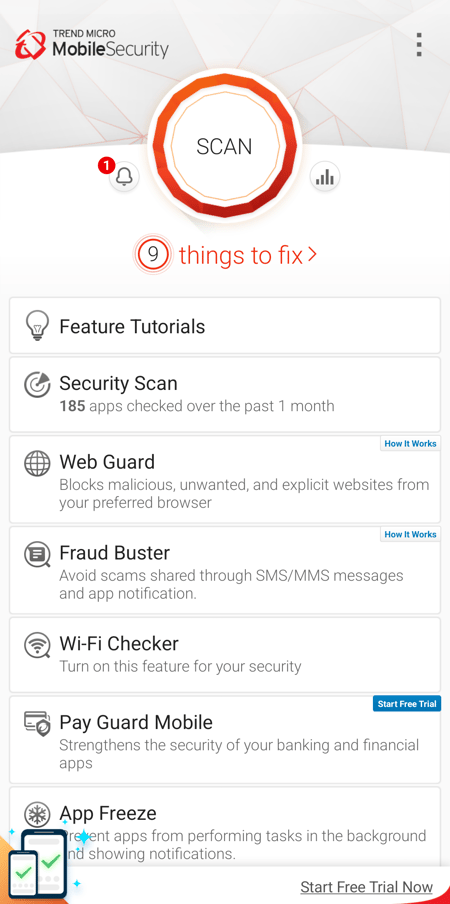 TREND MICRO
MobileSecurity
SCAN
1
9 things to fix
Feature Tutorials
Security Scan
185 apps checked over the past 1 month
How It Works
Web Guard
Blocks malicious, unwanted, and explicit websites from
your preferred browser
How It Works
Fraud Buster
Avoid scams shared through SMS/MMS messages
and app notification.
Wi-Fi Checker
Turn on this feature for your security
Start Free Trial
Pay Guard Mobile
Strengthens the security of your banking and financial
apps
App Freeze
apps from performing tasks in the background
showing notifications.
Start Free Trial Now